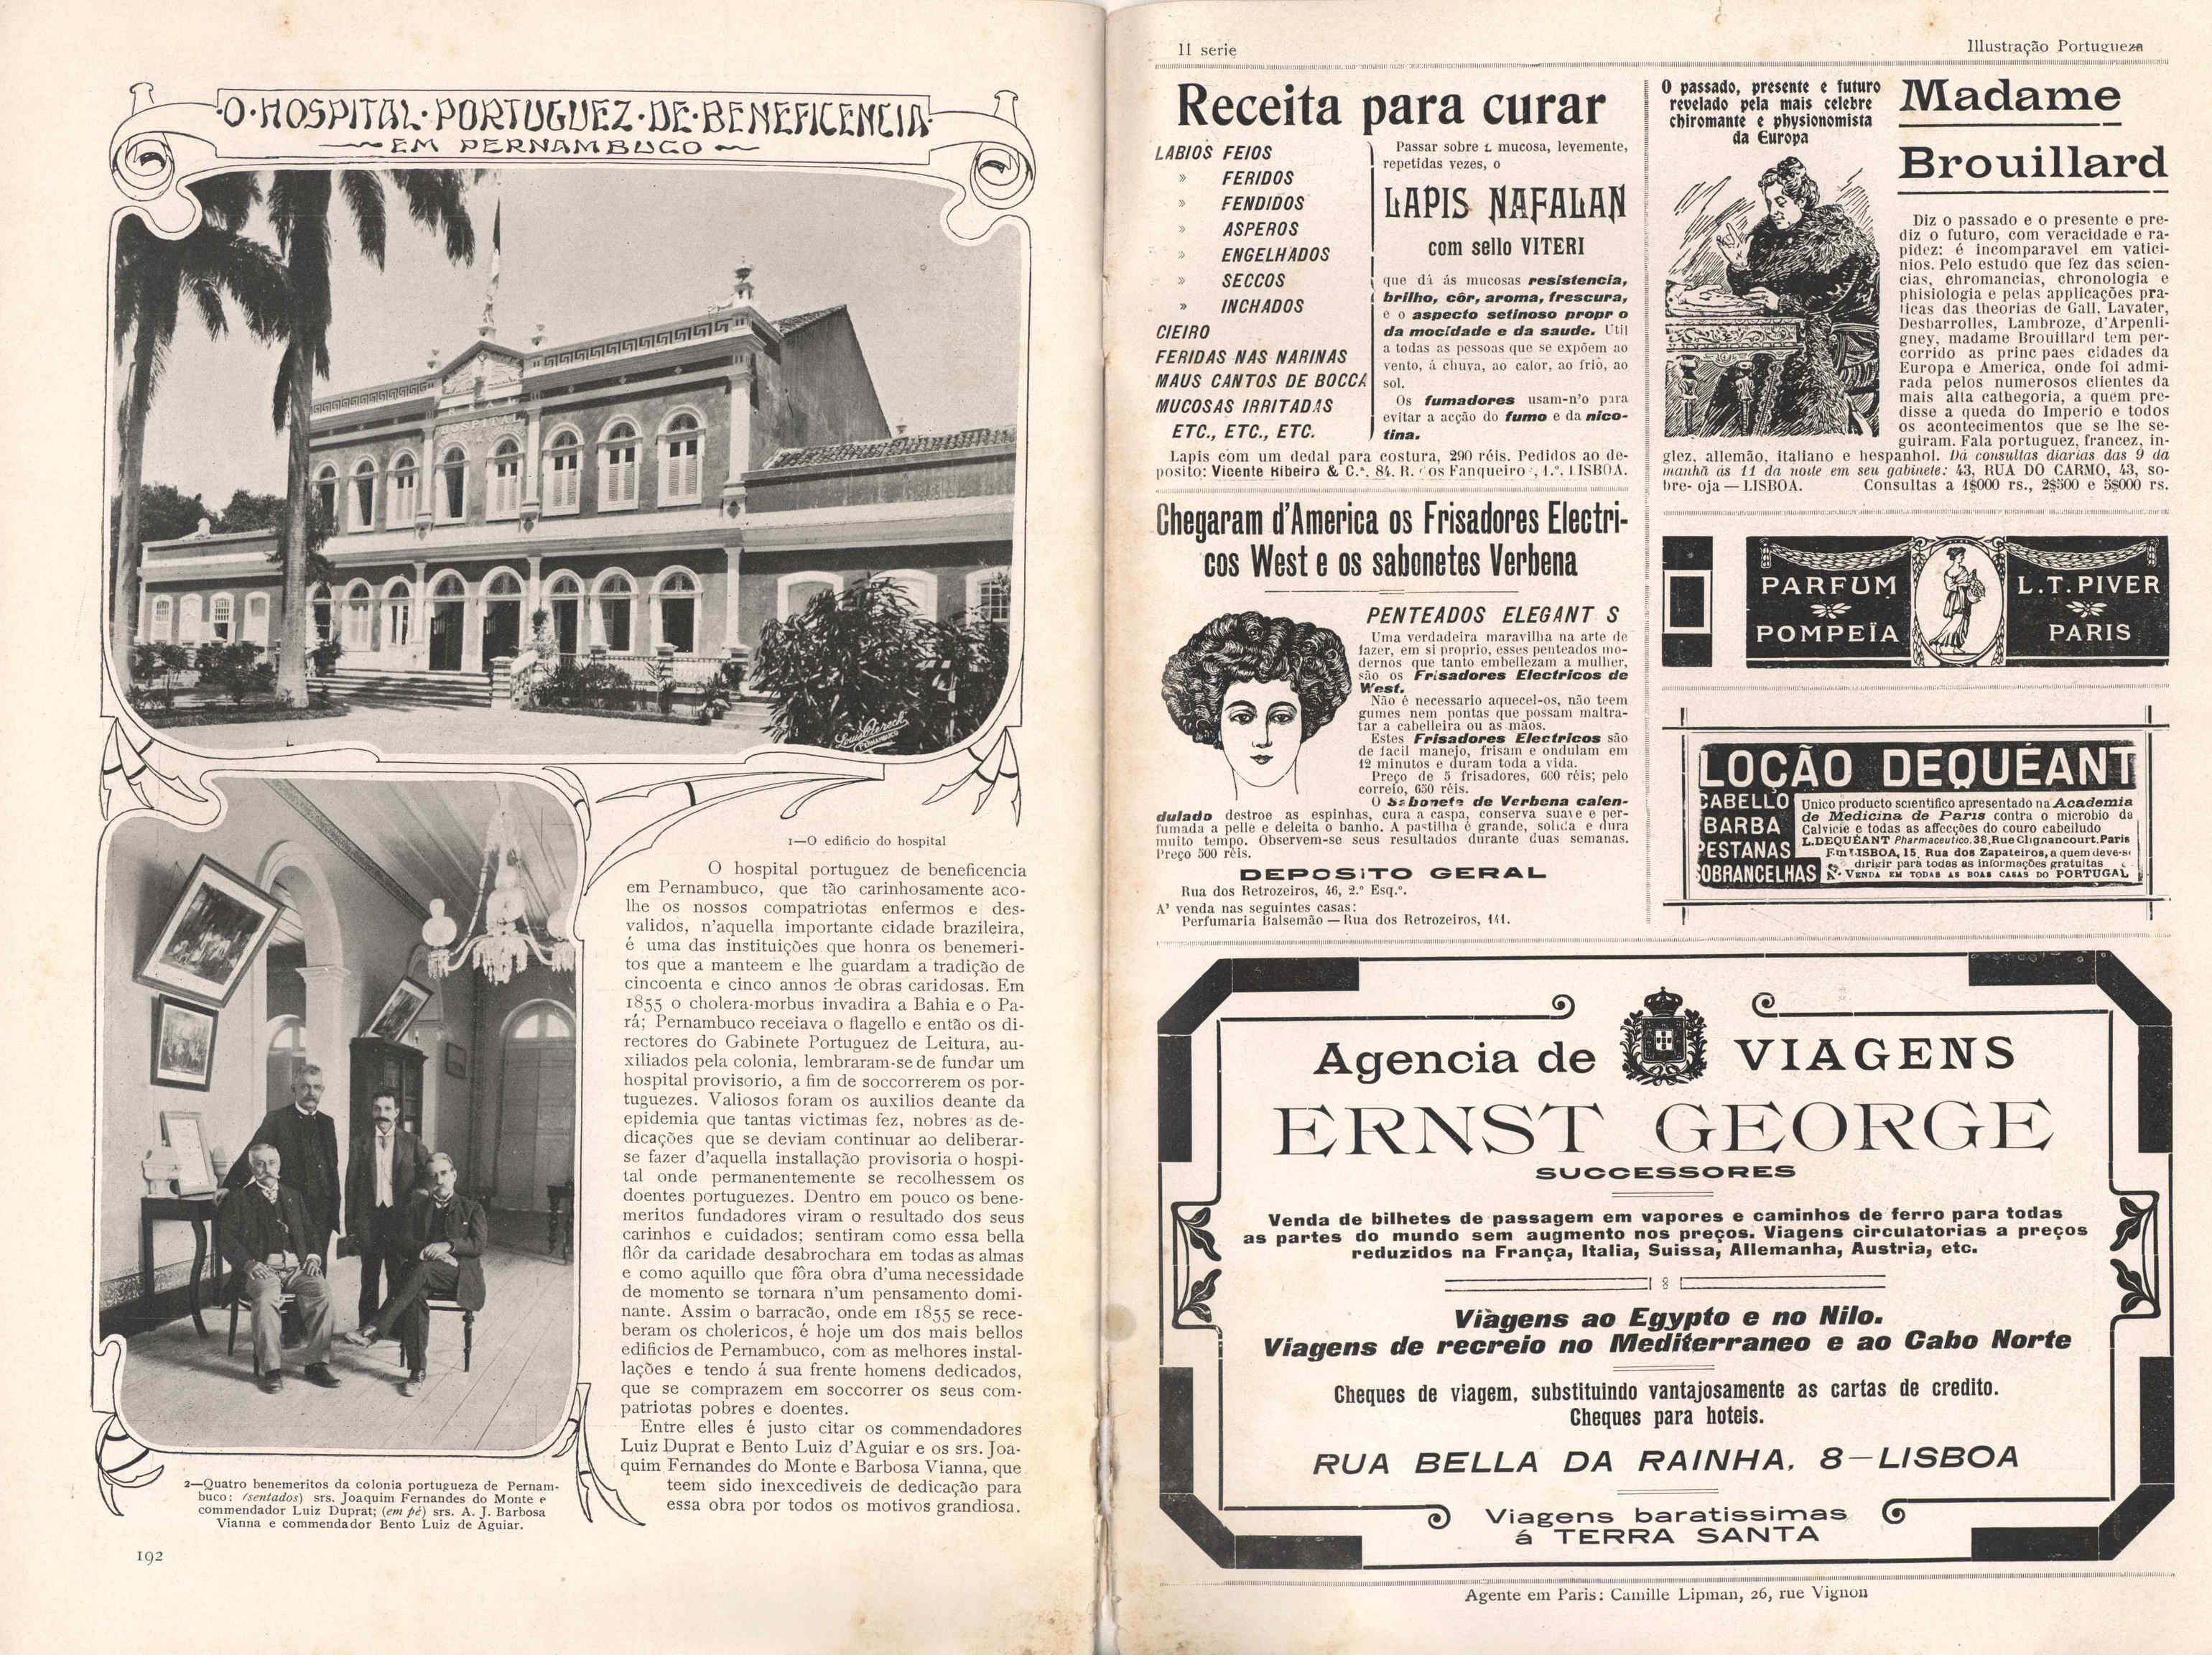 ·O·HOSPITAL·PORTUGUEZ·DE·BENEFICENCIA·
EM PERNAMBUCO
HOSPITAL
PERNAMBUCO
1—O edificio do hospital
O hospital portuguez de beneficencia
em Pernambuco, que tão carinhosamente aco-
lhe os nossos compatriotas enfermos e des-
validos, n'aquella importante cidade brazileira,
é uma das instituições que honra os benemeri-
tos que a manteem e lhe guardam a tradição de
cincoenta e cinco annos de obras caridosas. Em
1855 o cholera-morbus invadira a Bahia e o Pa-
rá; Pernambuco receiava o flagello e então os di-
rectores do Gabinete Portuguez de Leitura, au-
xiliados pela colonia, lembraram-se de fundar um
hospital provisorio, a fim de soccorrerem os por-
tuguezes. Valiosos foram os auxilios deante da
epidemia que tantas victimas fez, nobres as de-
dicações que se deviam continuar ao deliberar-
se fazer d'aquella installação provisoria o hospi-
tal onde permanentemente se recolhessem os
doentes portuguezes. Dentro em pouco os bene-
meritos fundadores viram o resultado dos seus
carinhos e cuidados; sentiram como essa bella
flôr da caridade desabrochara em todas as almas
e como aquillo que fôra obra d'uma necessidade
de momento se tornara n'um pensamento domi-
nante. Assim o barracão, onde em 1855 se rece-
beram os cholericos, é hoje um dos mais bellos
edificios de Pernambuco, com as melhores instal-
lações e tendo á sua frente homens dedicados,
que se comprazem em soccorrer os seus com-
patriotas pobres e doentes.
Entre elles é justo citar os commendadores
Luiz Duprat e Bento Luiz d'Aguiar e os srs. Joa-
quim Fernandes do Monte e Barbosa Vianna, que
teem sido inexcediveis de dedicação para
essa obra por todos os motivos grandiosa.
2—Quatro benemeritos da colonia portugueza de Pernam-
buco: (sentados) srs. Joaquim Fernandes do Monte e
commendador Luiz Duprat; (em pé) srs. A. J. Barbosa
Vianna e commendador Bento Luiz de Aguiar.
192
II serie
Illustração Portugueza
Receita para curar
LABIOS FEIOS
» FERIDOS
» FENDIDOS
» ASPEROS
» ENGELHADOS
» SECCOS
» INCHADOS
CIEIRO
FERIDAS NAS NARINAS
MAUS CANTOS DE BOCCA
MUCOSAS IRRITADAS
ETC., ETC., ETC.
Passar sobre a mucosa, levemente,
repetidas vezes, o
LAPIS NAFALAN
com sello VITERI
que dá ás mucosas resistencia,
brilho, côr, aroma, frescura,
e o aspecto setinoso propr o
da mocidade e da saude. Util
a todas as pessoas que se expõem ao
vento, á chuva, ao calor, ao frio, ao
sol.
Os fumadores usam-n'o para
evitar a acção do fumo e da nico-
tina.
Lapis com um dedal para costura, 290 réis. Pedidos ao de-
posito: Vicente Ribeiro & C.ª, 84, R. os Fanqueiro , 1.º, LISBOA.
Chegaram d'America os Frisadores Electri-
cos West e os sabonetes Verbena
PENTEADOS ELEGANT S
Uma verdadeira maravilha na arte de
fazer, em si proprio, esses penteados mo-
dernos que tanto embellezam a mulher,
são os Frisadores Electricos de
West.
Não é necessario aquecel-os, não teem
gumes nem pontas que possam maltra-
tar a cabelleira ou as mãos.
Estes Frisadores Electricos são
de facil manejo, frisam e ondulam em
12 minutos e duram toda a vida.
Preço de 5 frisadores, 600 réis; pelo
correio, 650 réis.
O Sabonete de Verbena calen-
dulado destroe as espinhas, cura a caspa, conserva suave e per-
fumada a pelle e deleita o banho. A pastilha é grande, solida e dura
muito tempo. Observem-se seus resultados durante duas semanas.
Preço 500 réis.
DEPOSITO GERAL
Rua dos Retrozeiros, 46, 2.º Esq.º.
A' venda nas seguintes casas:
Perfumaria Balsemão — Rua dos Retrozeiros, 141.
O passado, presente e futuro
revelado pela mais celebre
chiromante e physionomista
da Europa
Madame
Brouillard
Diz o passado e o presente e pre-
diz o futuro, com veracidade e ra-
pidez: é incomparavel em vatici-
nios. Pelo estudo que fez das scien-
cias, chromancias, chronologia e
phisiologia e pelas applicações pra-
ticas das theorias de Gall, Lavater,
Desbarrolles, Lambroze, d'Arpenli-
gney, madame Brouillard tem per-
corrido as princ paes cidades da
Europa e America, onde foi admi-
rada pelos numerosos clientes da
mais alta cathegoria, a quem pre-
disse a queda do Imperio e todos
os acontecimentos que se lhe se-
guiram. Fala portuguez, francez, in-
glez, allemão, italiano e hespanhol. Dá consultas diarias das 9 da
manhã ás 11 da noite em seu gabinete: 43, RUA DO CARMO, 43, so-
bre- oja — LISBOA. Consultas a 1$000 rs., 2$500 e 5$000 rs.
PARFUM
POMPEÏA
L.T. PIVER
PARIS
LOÇÃO DEQUÉANT
CABELLO
BARBA
PESTANAS
SOBRANCELHAS
Unico producto scientifico apresentado na Academia
de Medicina de Paris contra o microbio da
Calvicie e todas as affecções do couro cabelludo
L. DEQUÉANT Pharmaceutico. 38, Rue Clignancourt. Paris
Em LISBOA, 15, Rua dos Zapateiros, a quem deve-se
dirigir para todas as informações gratuitas
VENDA EM TODAS AS BOAS CASAS DO PORTUGAL
Agencia de VIAGENS
ERNST GEORGE
SUCCESSORES
Venda de bilhetes de passagem em vapores e caminhos de ferro para todas
as partes do mundo sem augmento nos preços. Viagens circulatorias a preços
reduzidos na França, Italia, Suissa, Allemanha, Austria, etc.
Viagens ao Egypto e no Nilo.
Viagens de recreio no Mediterraneo e ao Cabo Norte
Cheques de viagem, substituindo vantajosamente as cartas de credito.
Cheques para hoteis.
RUA BELLA DA RAINHA, 8—LISBOA
Viagens baratissimas
á TERRA SANTA
Agente em Paris: Camille Lipman, 26, rue Vignon